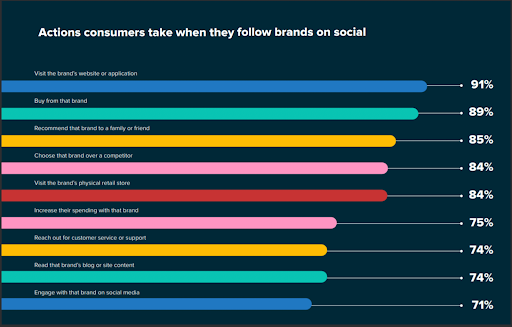 Actions consumers take when they follow brands on social
Visit the brand's website or application
91%
Buy from that brand
89%
Recommend that brand to a family or friend
85%
Choose that brand over a competitor
84%
Visit the brand's physical retail store
84%
Increase their spending with that brand
75%
Reach out for customer service or support
74%
Read that brand's blog or site content
74%
Engage with that brand on social media
71%